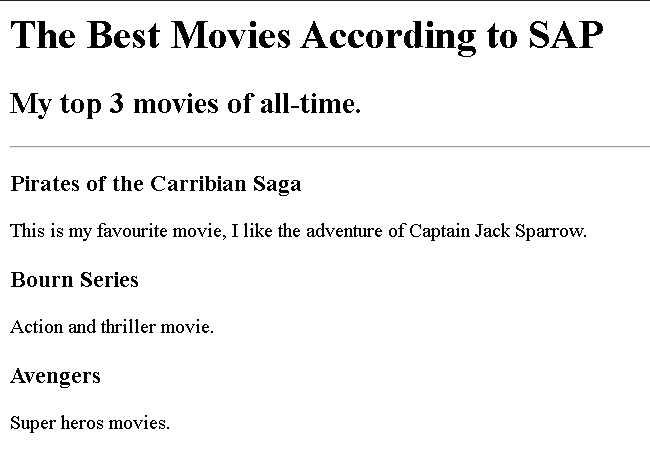 The Best Movies According to SAP
My top 3 movies of all-time.
Pirates of the Carribian Saga
This is my favourite movie, I like the adventure of Captain Jack Sparrow.
Bourn Series
Action and thriller movie.
Avengers
Super heros movies.